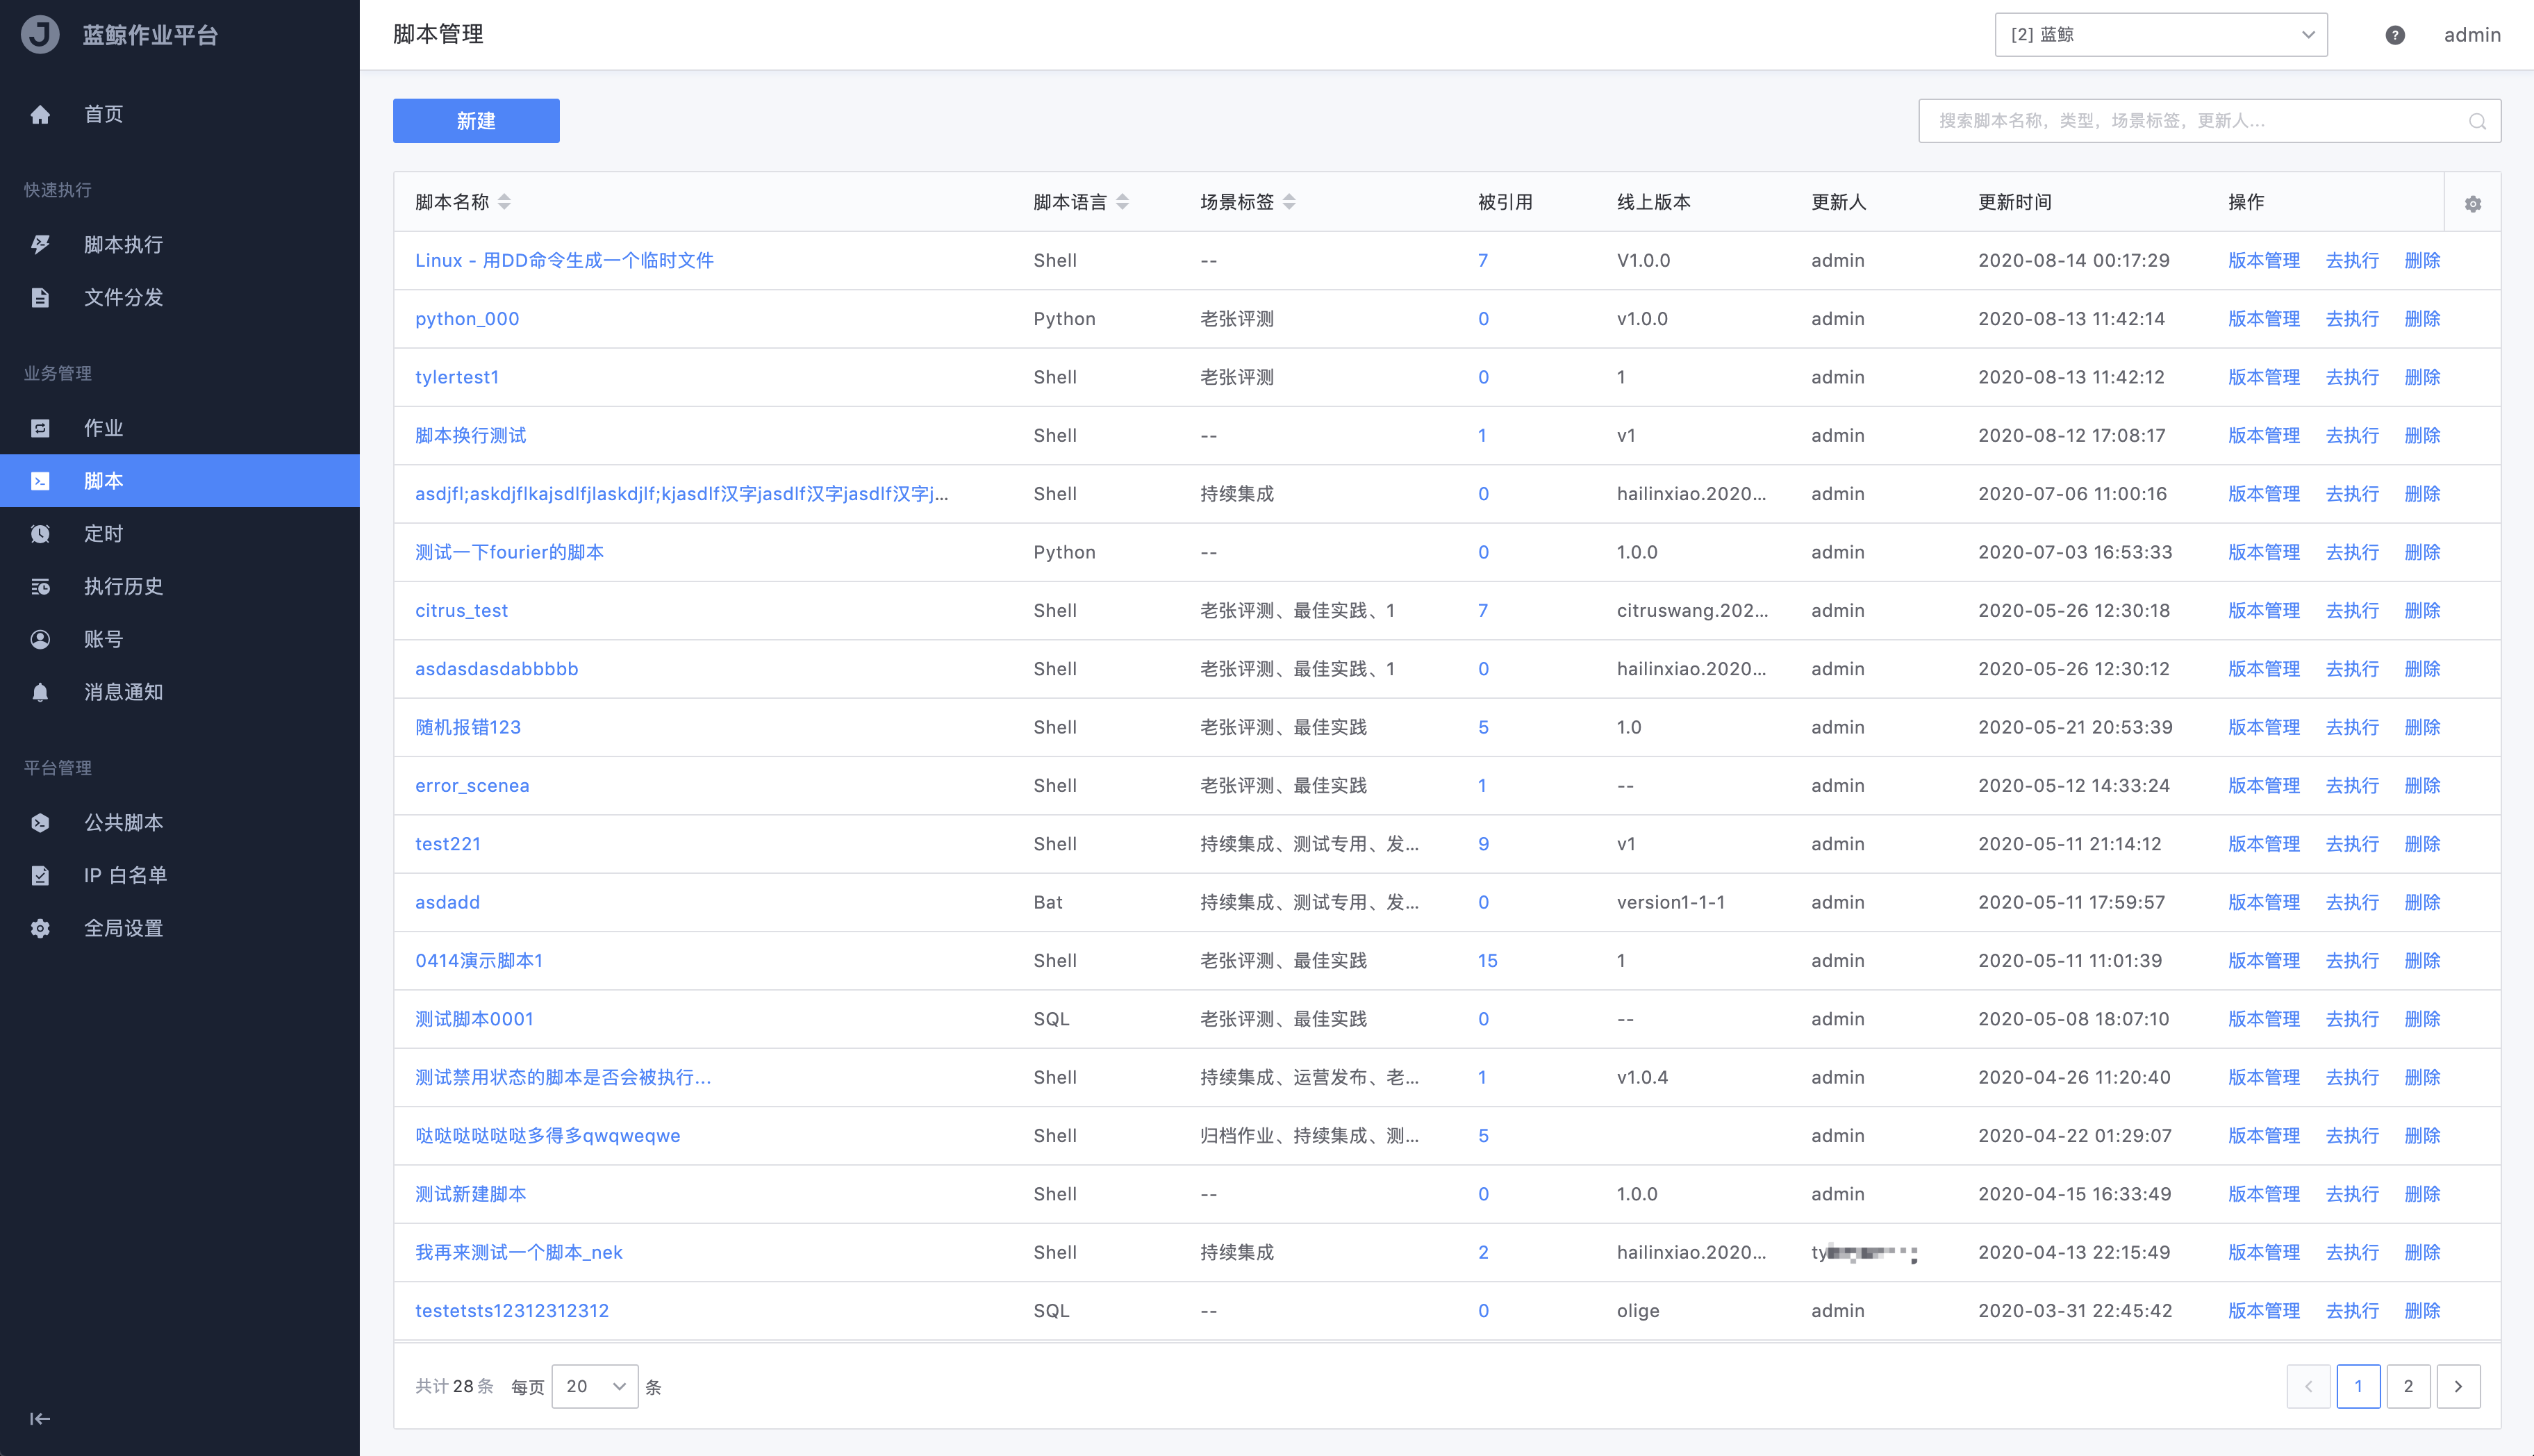 蓝鲸作业平台
首页
快速执行
脚本执行
文件分发
业务管理
作业
脚本
定时
执行历史
账号
消息通知
平台管理
公共脚本
IP 白名单
全局设置
脚本管理
[2] 蓝鲸
admin
新建
搜索脚本名称，类型，场景标签，更新人...
脚本名称 脚本语言 场景标签 被引用 线上版本 更新人 更新时间 操作
Linux - 用DD命令生成一个临时文件 Shell -- 7 V1.0.0 admin 2020-08-14 00:17:29 版本管理 去执行 删除
python_000 Python 老张评测 0 v1.0.0 admin 2020-08-13 11:42:14 版本管理 去执行 删除
tylertest1 Shell 老张评测 0 1 admin 2020-08-13 11:42:12 版本管理 去执行 删除
脚本换行测试 Shell -- 1 v1 admin 2020-08-12 17:08:17 版本管理 去执行 删除
asdjfl;askdjflkajsdlfjlaskdjlf;kjasdlf汉字jasdlf汉字jasdlf汉字j... Shell 持续集成 0 hailinxiao.2020... admin 2020-07-06 11:00:16 版本管理 去执行 删除
测试一下fourier的脚本 Python -- 0 1.0.0 admin 2020-07-03 16:53:33 版本管理 去执行 删除
citrus_test Shell 老张评测、最佳实践、1 7 citruswang.202... admin 2020-05-26 12:30:18 版本管理 去执行 删除
asdasdasdabbbbb Shell 老张评测、最佳实践、1 0 hailinxiao.2020... admin 2020-05-26 12:30:12 版本管理 去执行 删除
随机报错123 Shell 老张评测、最佳实践 5 1.0 admin 2020-05-21 20:53:39 版本管理 去执行 删除
error_scenea Shell 老张评测、最佳实践 1 -- admin 2020-05-12 14:33:24 版本管理 去执行 删除
test221 Shell 持续集成、测试专用、发... 9 v1 admin 2020-05-11 21:14:12 版本管理 去执行 删除
asdadd Bat 持续集成、测试专用、发... 0 version1-1-1 admin 2020-05-11 17:59:57 版本管理 去执行 删除
0414演示脚本1 Shell 老张评测、最佳实践 15 1 admin 2020-05-11 11:01:39 版本管理 去执行 删除
测试脚本0001 SQL 老张评测、最佳实践 0 -- admin 2020-05-08 18:07:10 版本管理 去执行 删除
测试禁用状态的脚本是否会被执行... Shell 持续集成、运营发布、老... 1 v1.0.4 admin 2020-04-26 11:20:40 版本管理 去执行 删除
哒哒哒哒哒哒多得多qwqweqwe Shell 归档作业、持续集成、测... 5 admin 2020-04-22 01:29:07 版本管理 去执行 删除
测试新建脚本 Shell -- 0 1.0.0 admin 2020-04-15 16:33:49 版本管理 去执行 删除
我再来测试一个脚本_nek Shell 持续集成 2 hailinxiao.2020... 2020-04-13 22:15:49 版本管理 去执行 删除
testetsts12312312312 SQL -- 0 olige admin 2020-03-31 22:45:42 版本管理 去执行 删除
共计 28 条 每页 20 条 1 2